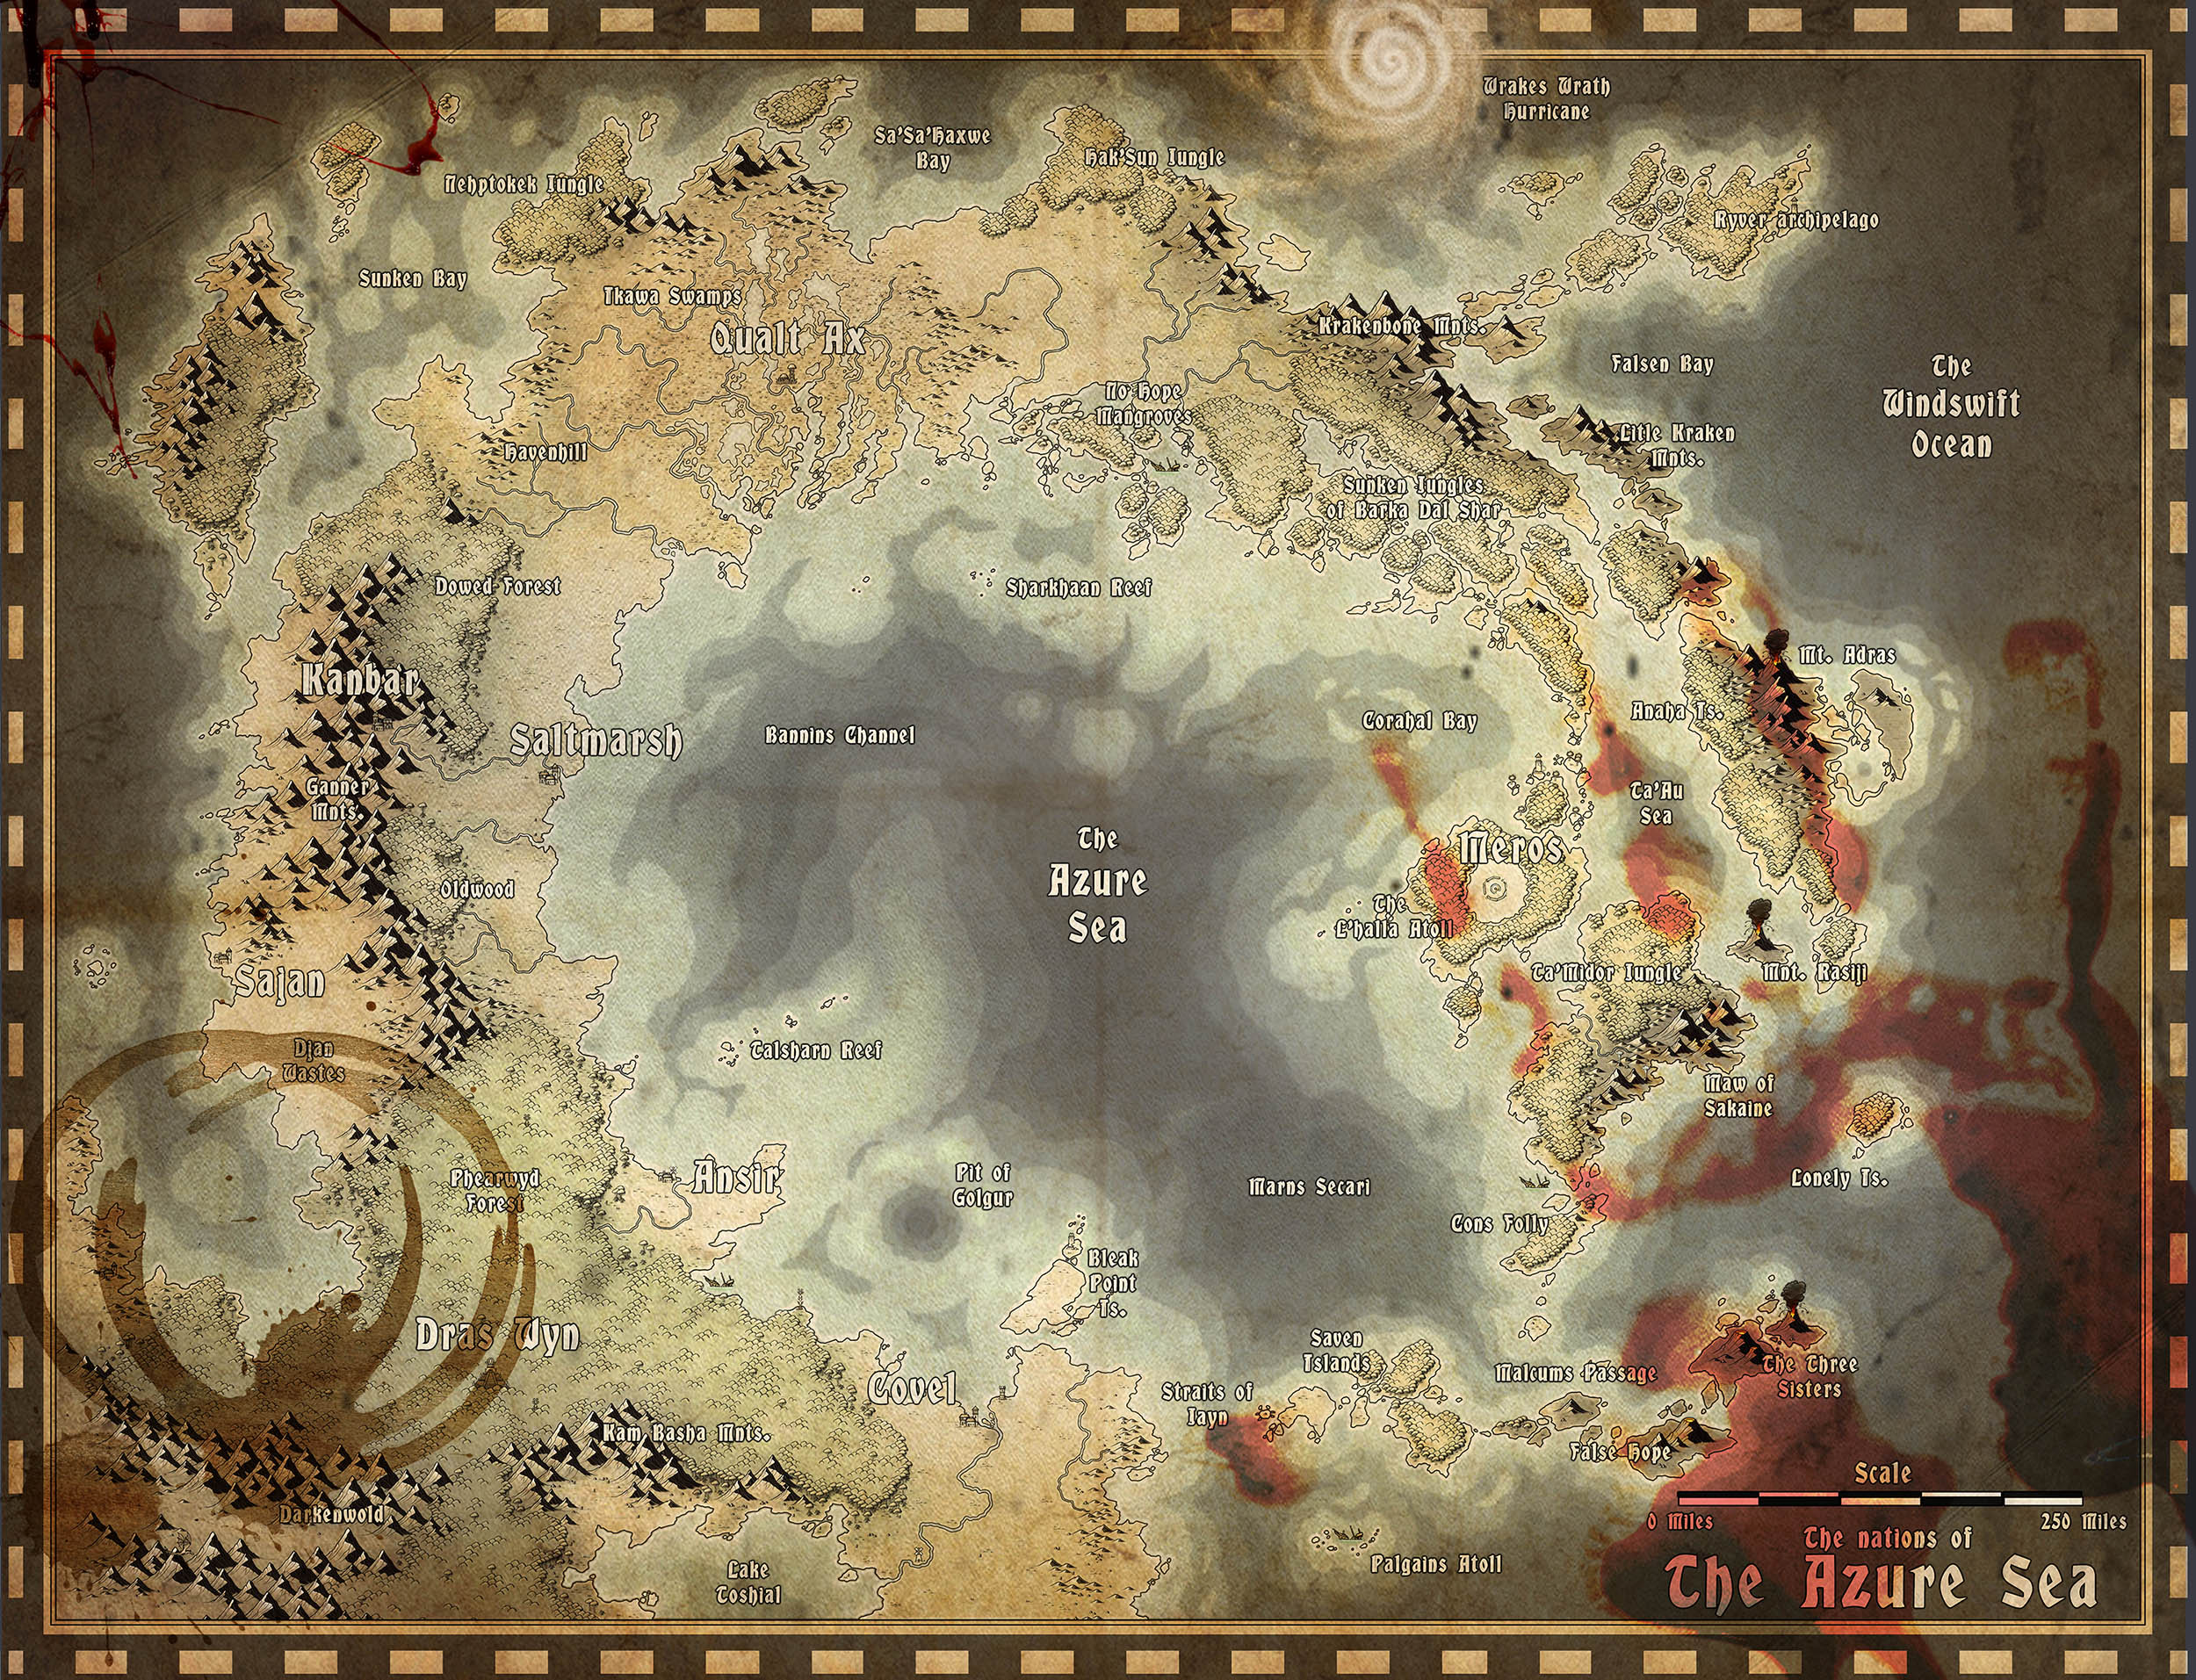 Wrakes Wrath
Hurricane
Sa'Sa'Haxwe
Bay
Hak'Sun Jungle
Nehptokek Jungle
Ryver archipelago
Sunken Bay
Tkawa Swamps
Qualt Ax
Krakenbone Mnts.
Falsen Bay
The
Windswift
Ocean
No Hope
Mangroves
Litle Kraken
Mnts.
Havenhill
Sunken Jungles
of Barka Dal Shar
Dowed Forest
Sharkhaan Reef
Mt. Adras
Kanbar
Anaha Is.
Corahal Bay
Saltmarsh
Bannins Channel
Ganner
Mnts.
Ta'Au
Sea
The
Azure
Sea
Meros
Oldwood
The
L'halia Atoll
Sajan
Ta'Midor Jungle
Mnt. Rasiji
Djan
Wastes
Talsharn Reef
Maw of
Sakaine
Phearwyd
Forest
Ansir
Pit of
Golgur
Marns Secari
Lonely Is.
Cons Folly
Bleak
Point
Is.
Dras Wyn
Saven
Islands
Malcums Passage
The Three
Sisters
Covel
Straits of
Jayn
Kam Basha Mnts.
False Hope
Scale
0 Miles
250 Miles
Darkenwold
Lake
Toshial
Palgains Atoll
The nations of
The Azure Sea